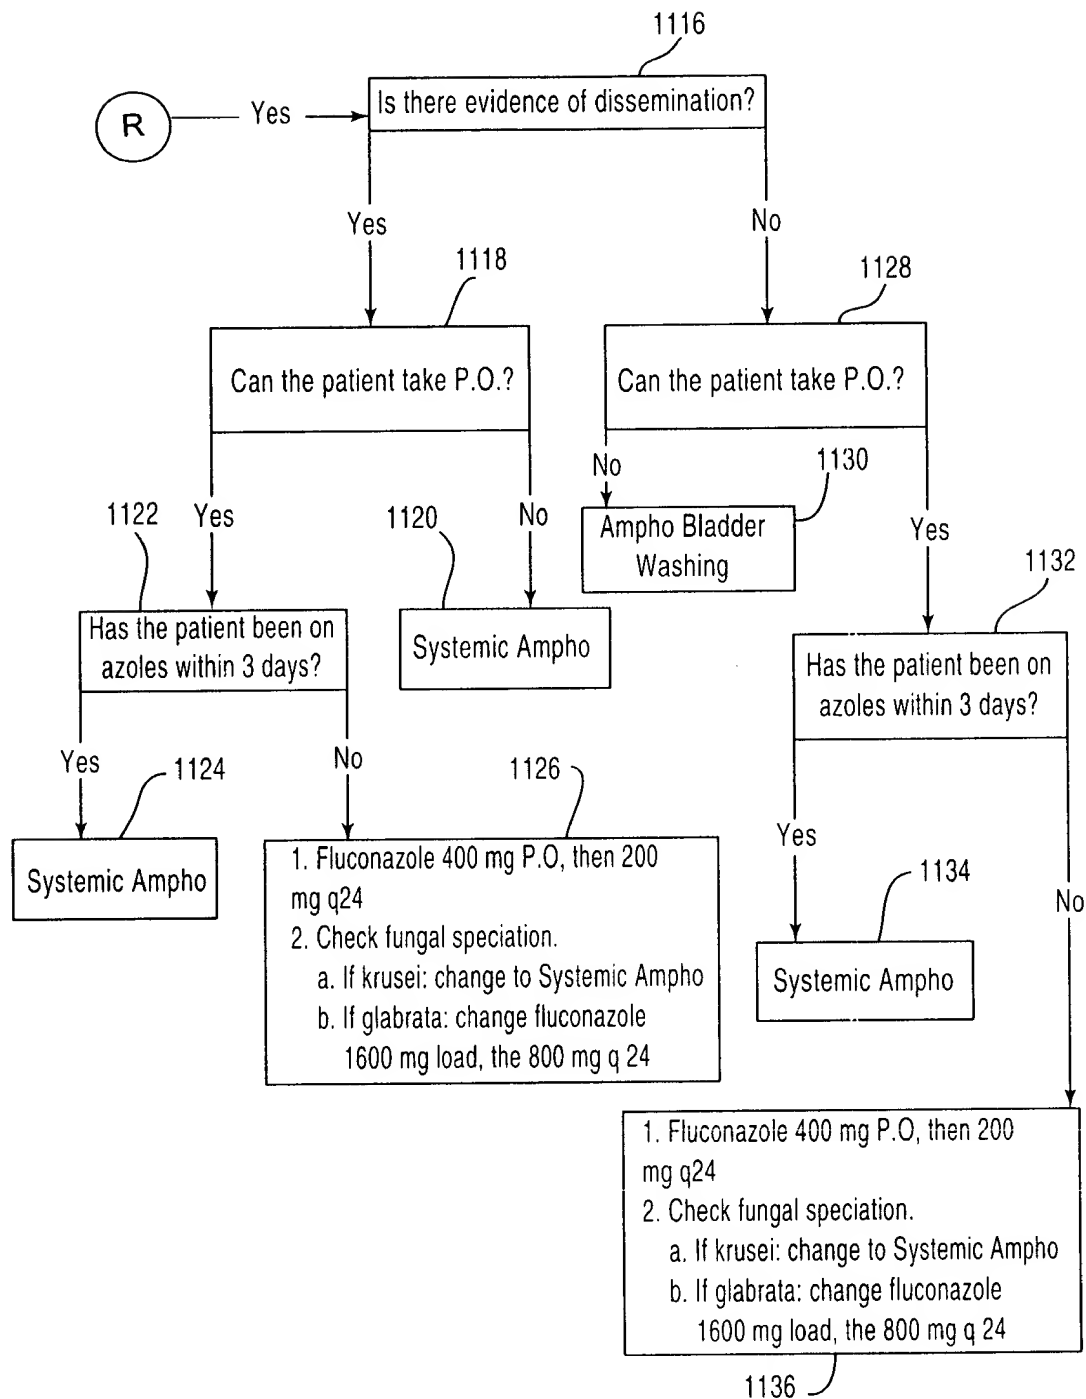 1116
Is there evidence of dissemination?
R
Yes
Yes
No
1118
1128
Can the patient take P.O.?
Can the patient take P.O.?
No
1130
1122
Yes
1120
No
Ampho Bladder
Washing
Yes
1132
Has the patient been on
azoles within 3 days?
Systemic Ampho
Has the patient been on
azoles within 3 days?
Yes
1124
No
1126
Systemic Ampho
1. Fluconazole 400 mg P.O, then 200
mg q24
2. Check fungal speciation.
a. If krusei: change to Systemic Ampho
b. If glabrata: change fluconazole
1600 mg load, the 800 mg q 24
Yes
1134
No
Systemic Ampho
1. Fluconazole 400 mg P.O, then 200
mg q24
2. Check fungal speciation.
a. If krusei: change to Systemic Ampho
b. If glabrata: change fluconazole
1600 mg load, the 800 mg q 24
1136